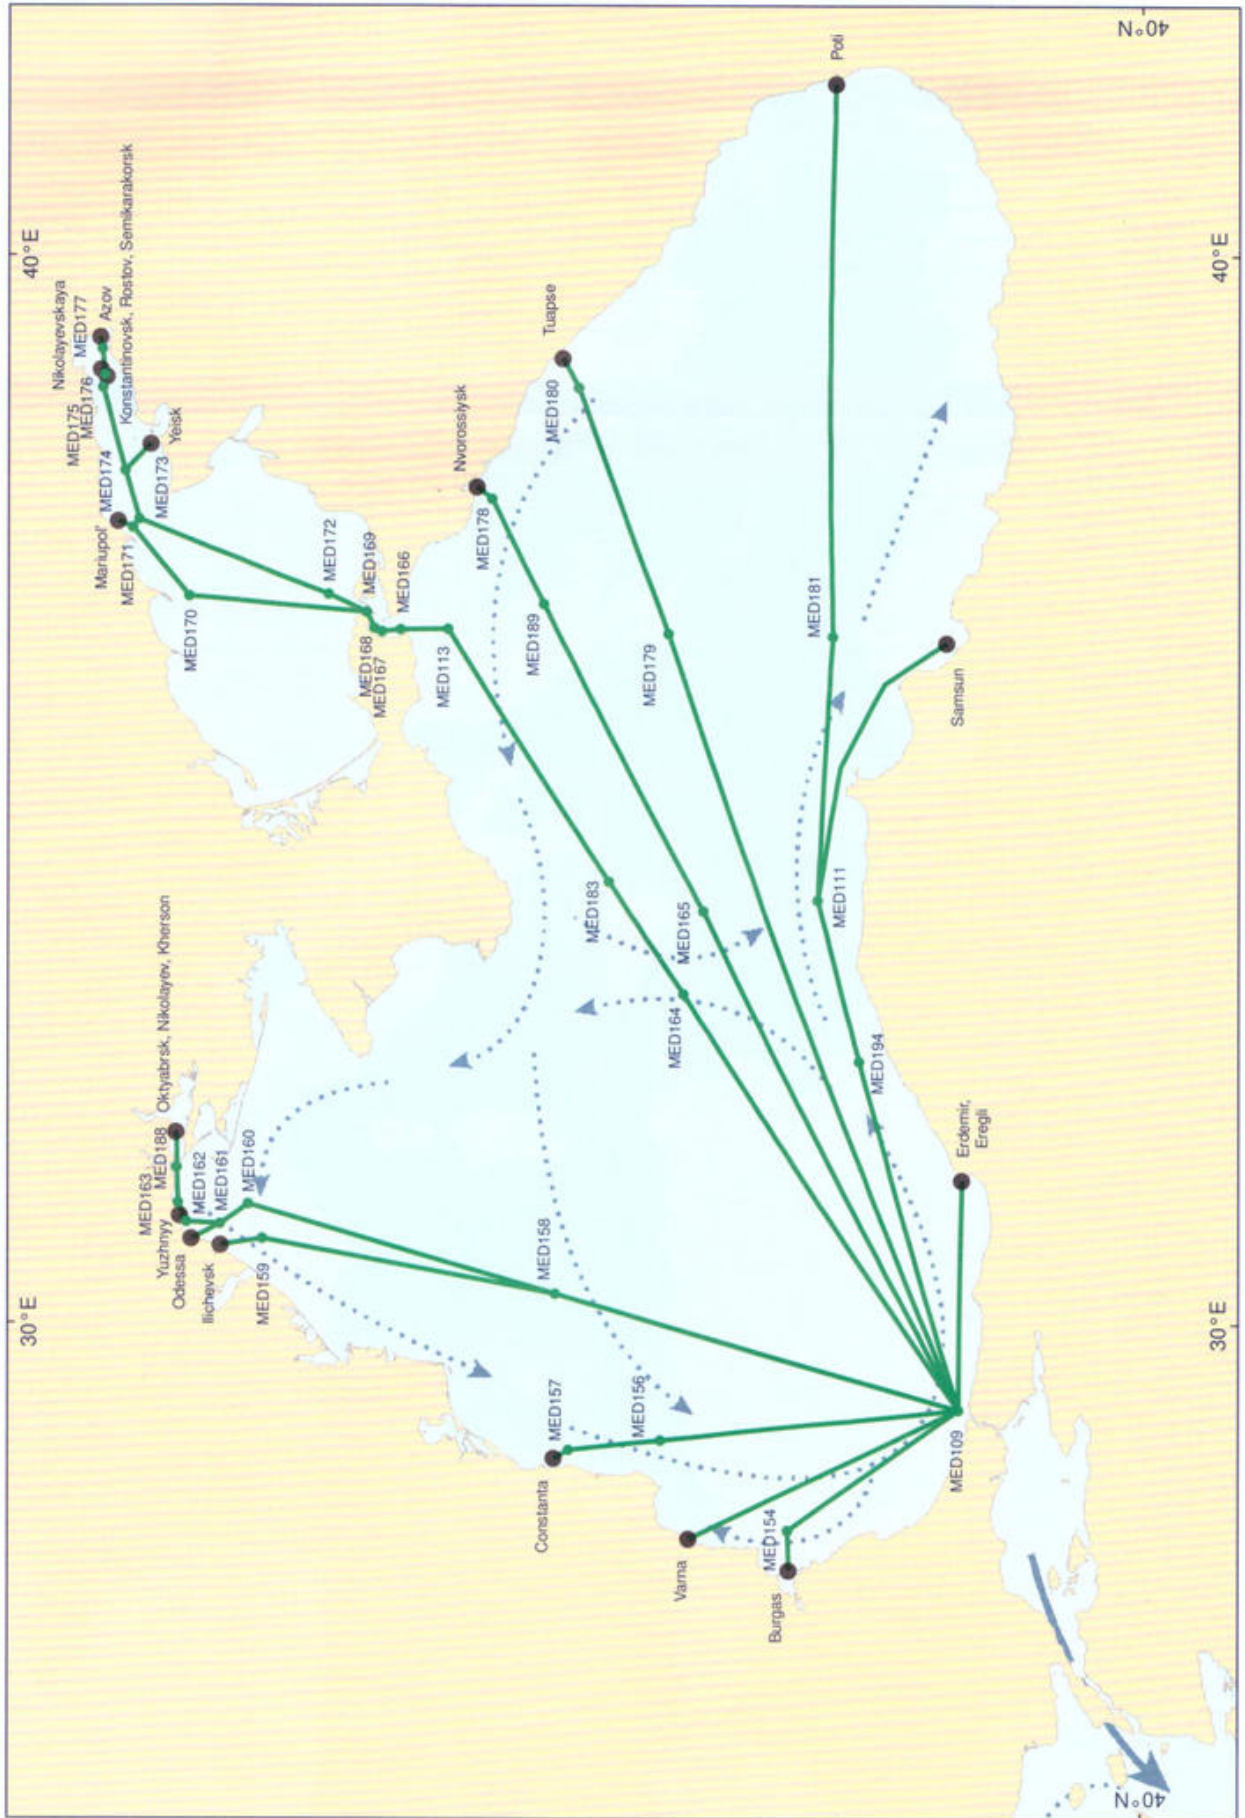 40°N
40°E
40°E
30°E
30°E
40°N
Poti
Nikolayevskaya
MED177
Azov
Konstantinovsk, Rostov, Semikarakorsk
MED176
MED175
Yeisk
MED174
MED173
Mariupol'
MED171
MED172
MED170
MED169
MED166
MED168
MED167
MED113
Tuapse
MED180
Nvorossiysk
MED178
MED189
MED179
MED181
Samsun
MED183
MED165
MED164
MED111
MED194
Erdemir,
Eregli
Oktyabrsk, Nikolayev, Kherson
MED188
MED163
MED162
MED161
MED160
Yuzhnyy
Odessa
Ilichevsk
MED159
MED158
MED157
MED156
Constanta
Varna
MED154
Burgas
MED109